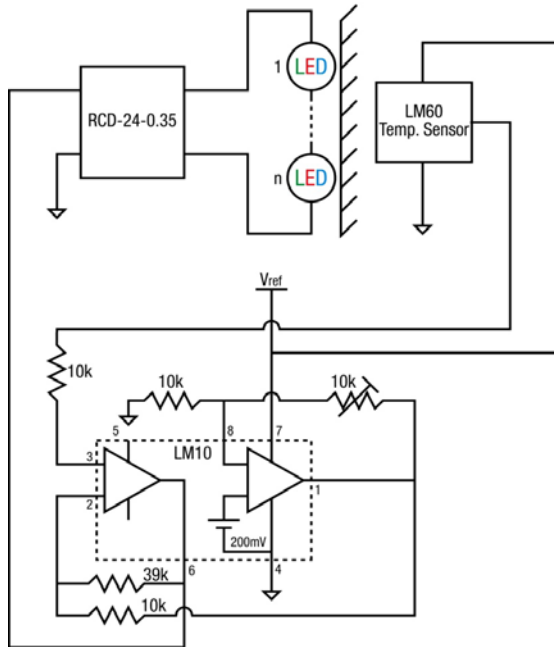 1
LED
RCD-24-0.35
LM60
Temp. Sensor
n
LED
Vref
10k
10k
10k
5
8
7
LM10
3
2
1
200mV
6
4
39k
10k